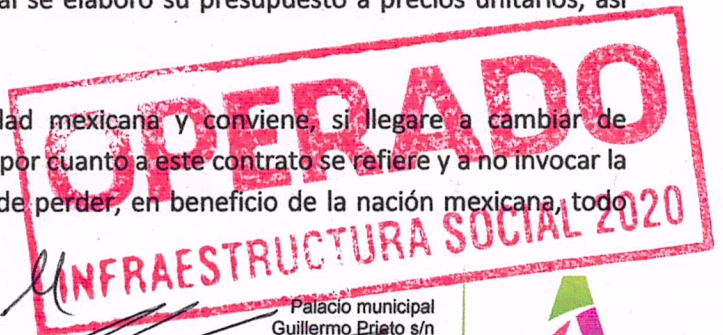 se elaboró su presupuesto a precios unitarios, así
OPERADO
mexicana y conviene, si llegare a cambiar de
por cuanto a este contrato se refiere y a no invocar la
de perder, en beneficio de la nación mexicana, todo
INFRAESTRUCTURA SOCIAL 2020
Palacio municipal
Guillermo Prieto s/n